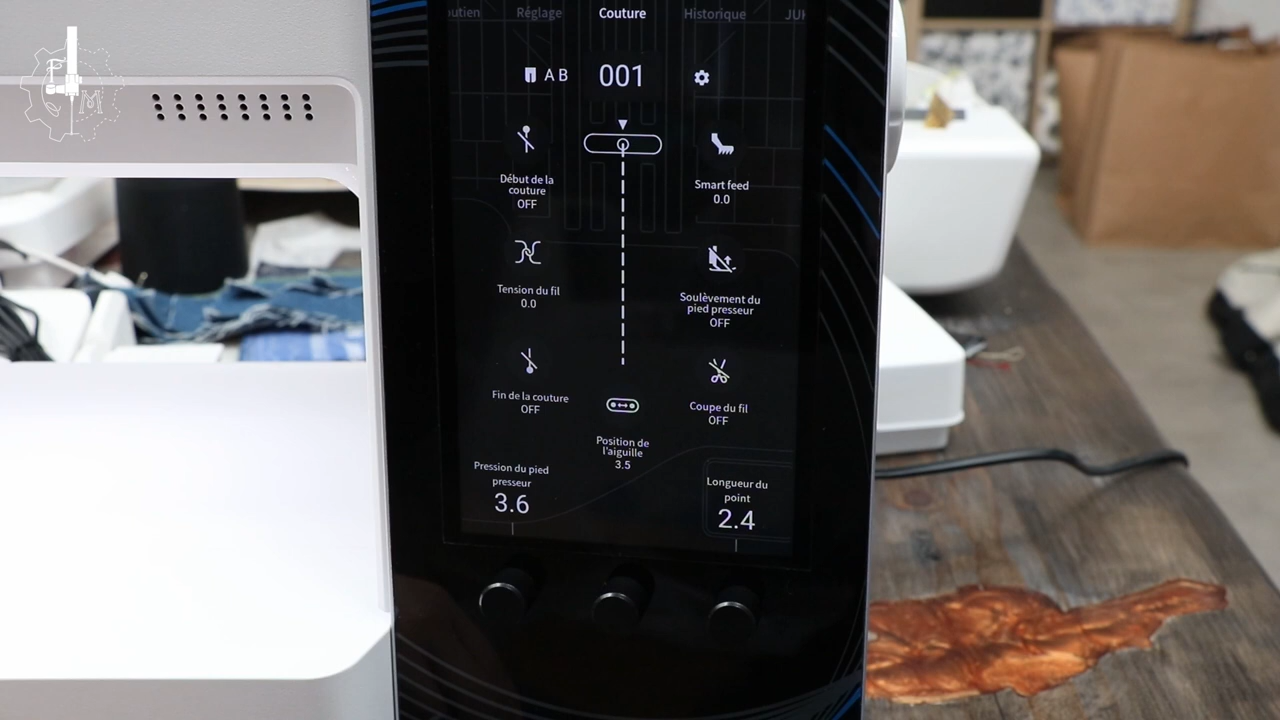 Réglage Couture Historique
A B 001
Début de la
couture
OFF
Smart feed
0.0
Tension du fil
0.0
Soulèvement du
pied presseur
OFF
Fin de la couture
OFF
Coupe du fil
OFF
Position de
l'aiguille
3.5
Pression du pied
presseur
3.6
Longueur du
point
2.4